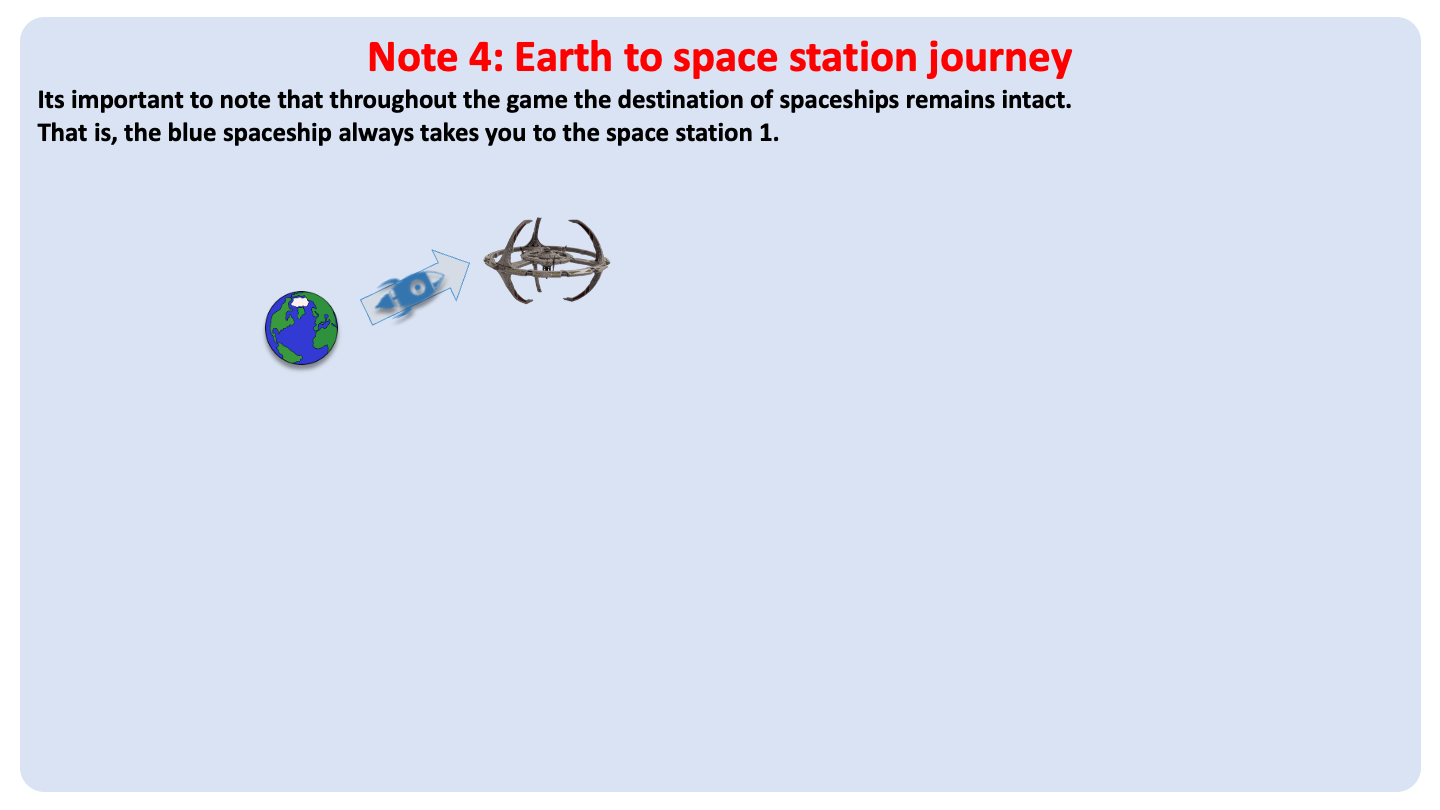 Note 4: Earth to space station journey
Its important to note that throughout the game the destination of spaceships remains intact.
That is, the blue spaceship always takes you to the space station 1.